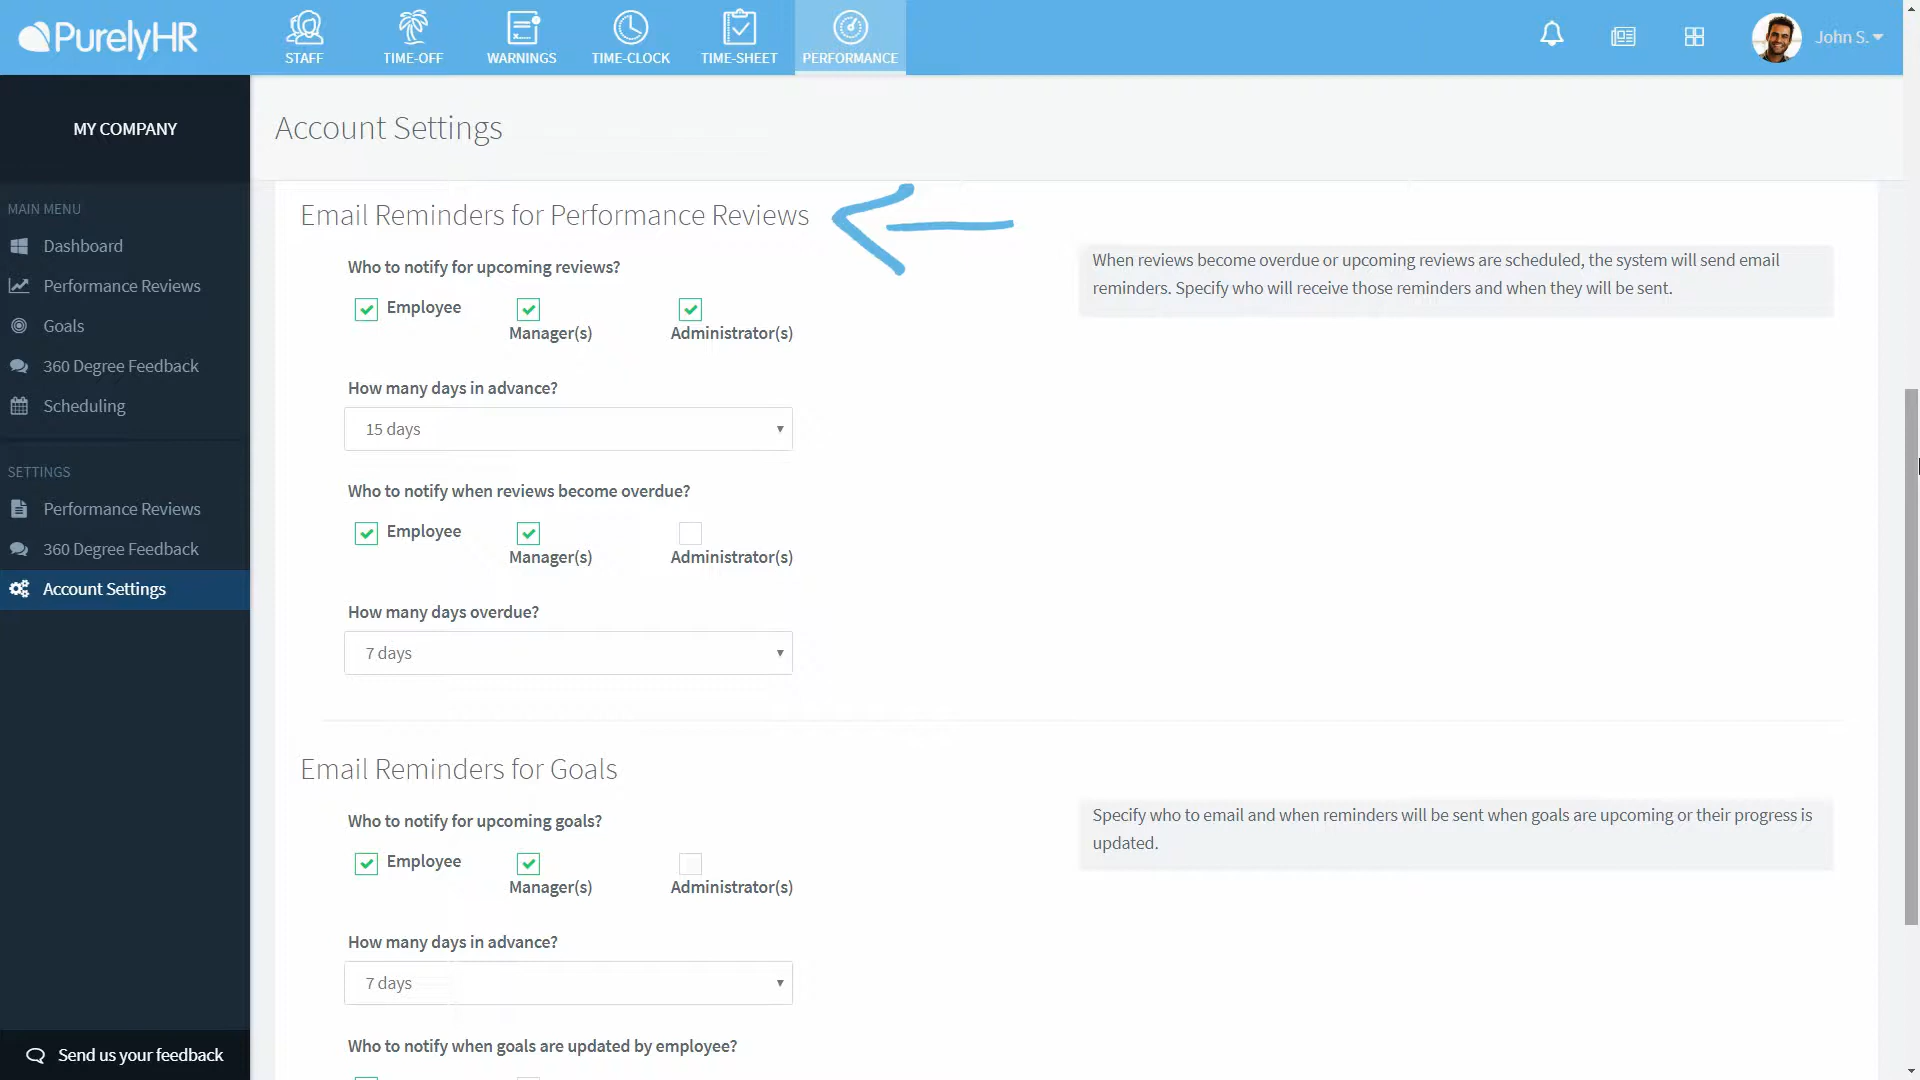 PurelyHR
STAFF
TIME-OFF
WARNINGS
TIME-CLOCK
TIME-SHEET
PERFORMANCE
John S.
MY COMPANY
MAIN MENU
Dashboard
Performance Reviews
Goals
360 Degree Feedback
Scheduling
SETTINGS
Performance Reviews
360 Degree Feedback
Account Settings
Send us your feedback
Account Settings
Email Reminders for Performance Reviews
Who to notify for upcoming reviews?
Employee
Manager(s)
Administrator(s)
When reviews become overdue or upcoming reviews are scheduled, the system will send email
reminders. Specify who will receive those reminders and when they will be sent.
How many days in advance?
15 days
Who to notify when reviews become overdue?
Employee
Manager(s)
Administrator(s)
How many days overdue?
7 days
Email Reminders for Goals
Who to notify for upcoming goals?
Employee
Manager(s)
Administrator(s)
Specify who to email and when reminders will be sent when goals are upcoming or their progress is
updated.
How many days in advance?
7 days
Who to notify when goals are updated by employee?